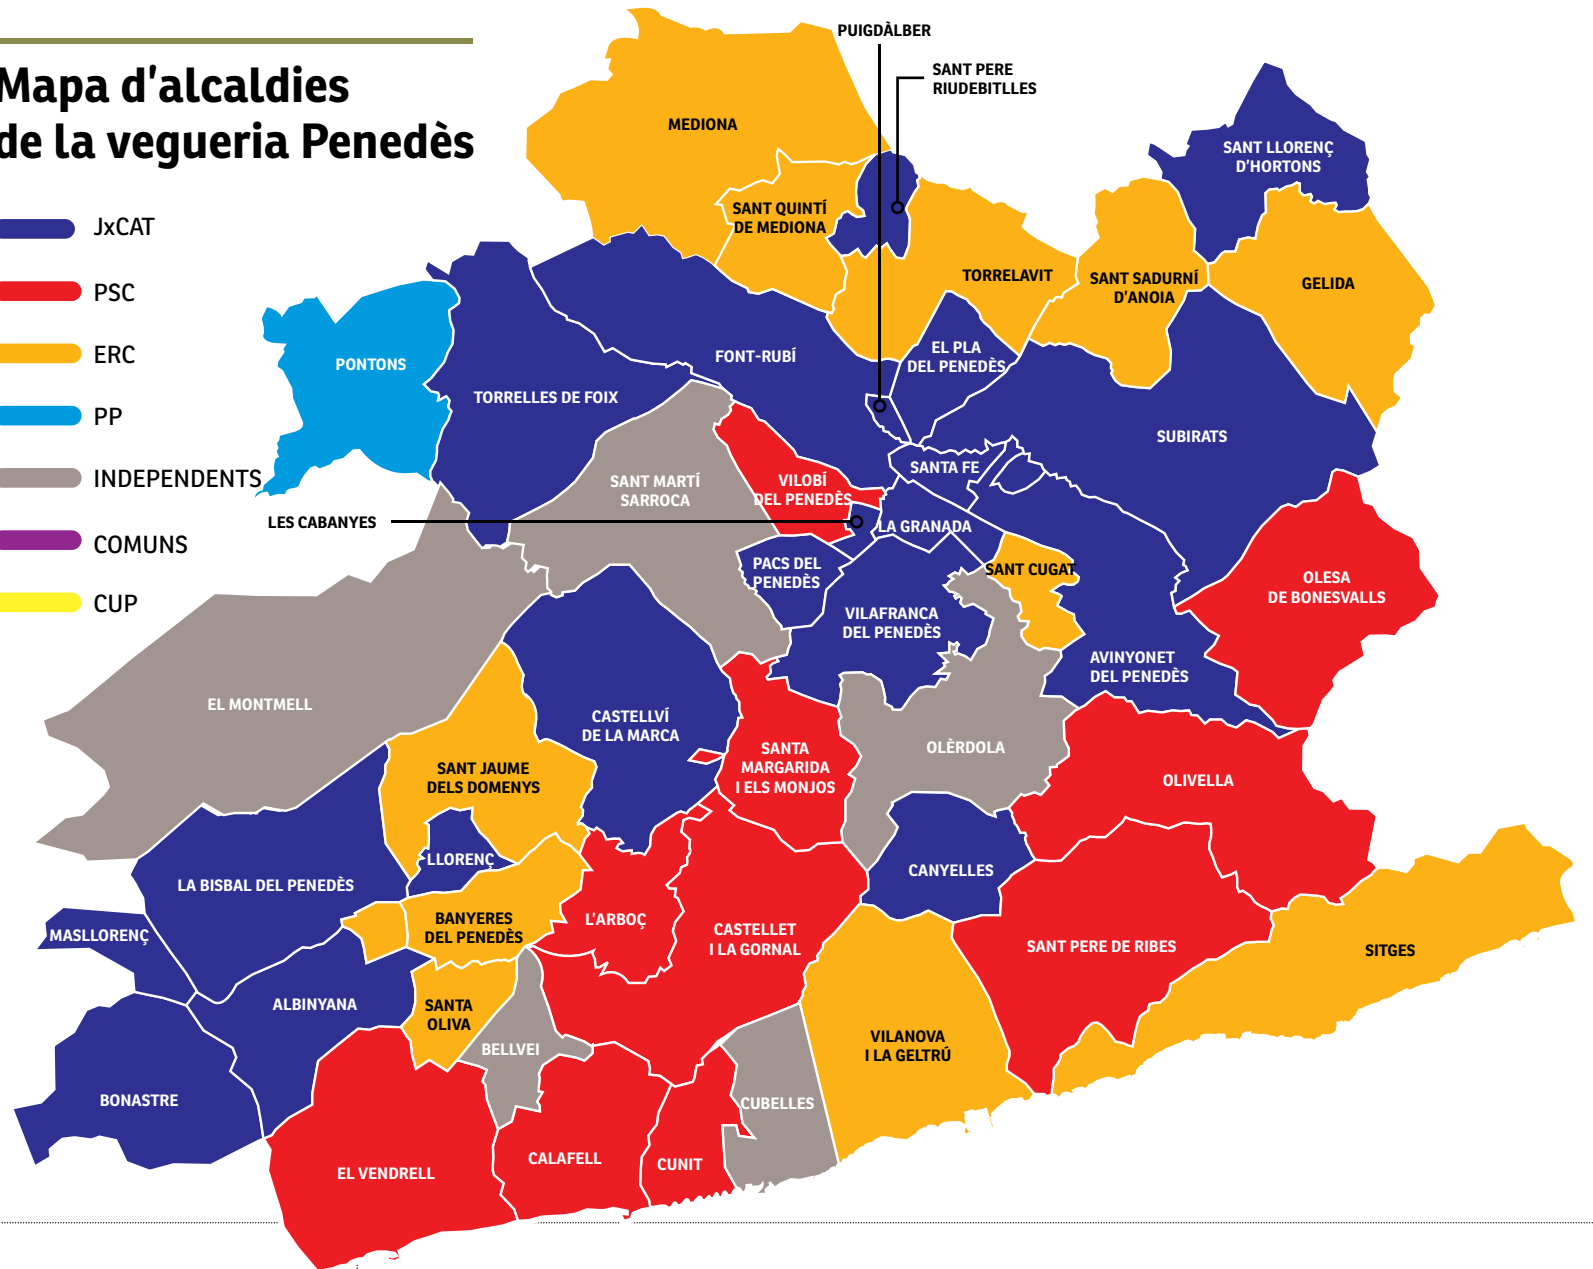 Mapa d'alcaldies
de la vegueria Penedès
JxCAT
PSC
ERC
PP
INDEPENDENTS
COMUNS
CUP
PUIGDÀLBER
SANT PERE
RIUDEBITLLES
MEDIONA
SANT LLORENÇ
D'HORTONS
SANT QUINTÍ
DE MEDIONA
TORRELAVIT
SANT SADURNÍ
D'ANOIA
GELIDA
PONTONS
FONT-RUBÍ
EL PLA
DEL PENEDÈS
TORRELLES DE FOIX
SUBIRATS
SANTA FE
SANT MARTÍ
SARROCA
VILOBÍ
DEL PENEDÈS
LES CABANYES
LA GRANADA
PACS DEL
PENEDÈS
SANT CUGAT
OLESA
DE BONESVALLS
VILAFRANCA
DEL PENEDÈS
AVINYONET
DEL PENEDÈS
EL MONTMELL
CASTELLVÍ
DE LA MARCA
OLÈRDOLA
SANTA
MARGARIDA
I ELS MONJOS
SANT JAUME
DELS DOMENYS
OLIVELLA
LLORENÇ
CANYELLES
LA BISBAL DEL PENEDÈS
MASLLORENÇ
BANYERES
DEL PENEDÈS
L'ARBOÇ
CASTELLET
I LA GORNAL
SANT PERE DE RIBES
SITGES
ALBINYANA
SANTA
OLIVA
BELLVEI
VILANOVA
I LA GELTRÚ
BONASTRE
CUBELLES
EL VENDRELL
CALAFELL
CUNIT